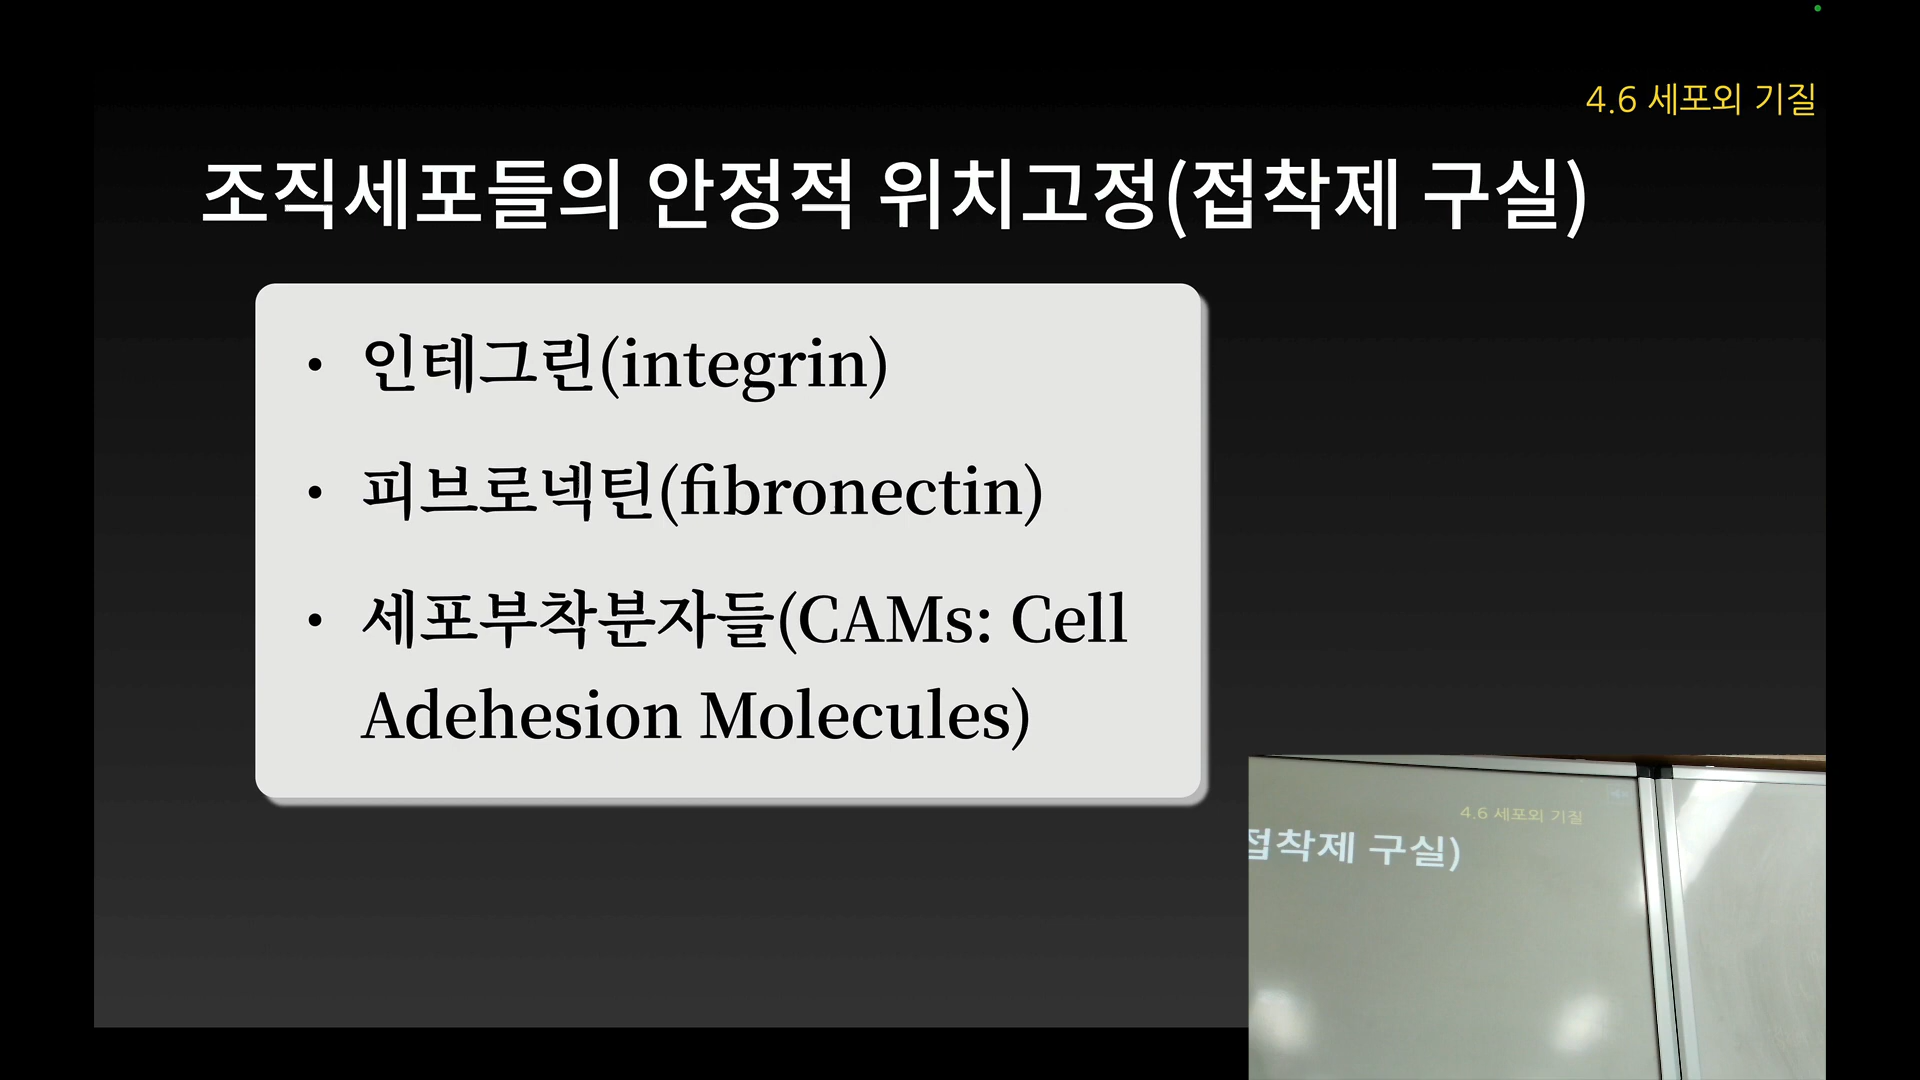 4.6 세포외 기질
조직세포들의 안정적 위치고정(접착제 구실)
• 인테그린(integrin)
• 피브로넥틴(fibronectin)
• 세포부착분자들(CAMs: Cell
Adehesion Molecules)
4.6 세포외 기질
접착제 구실)